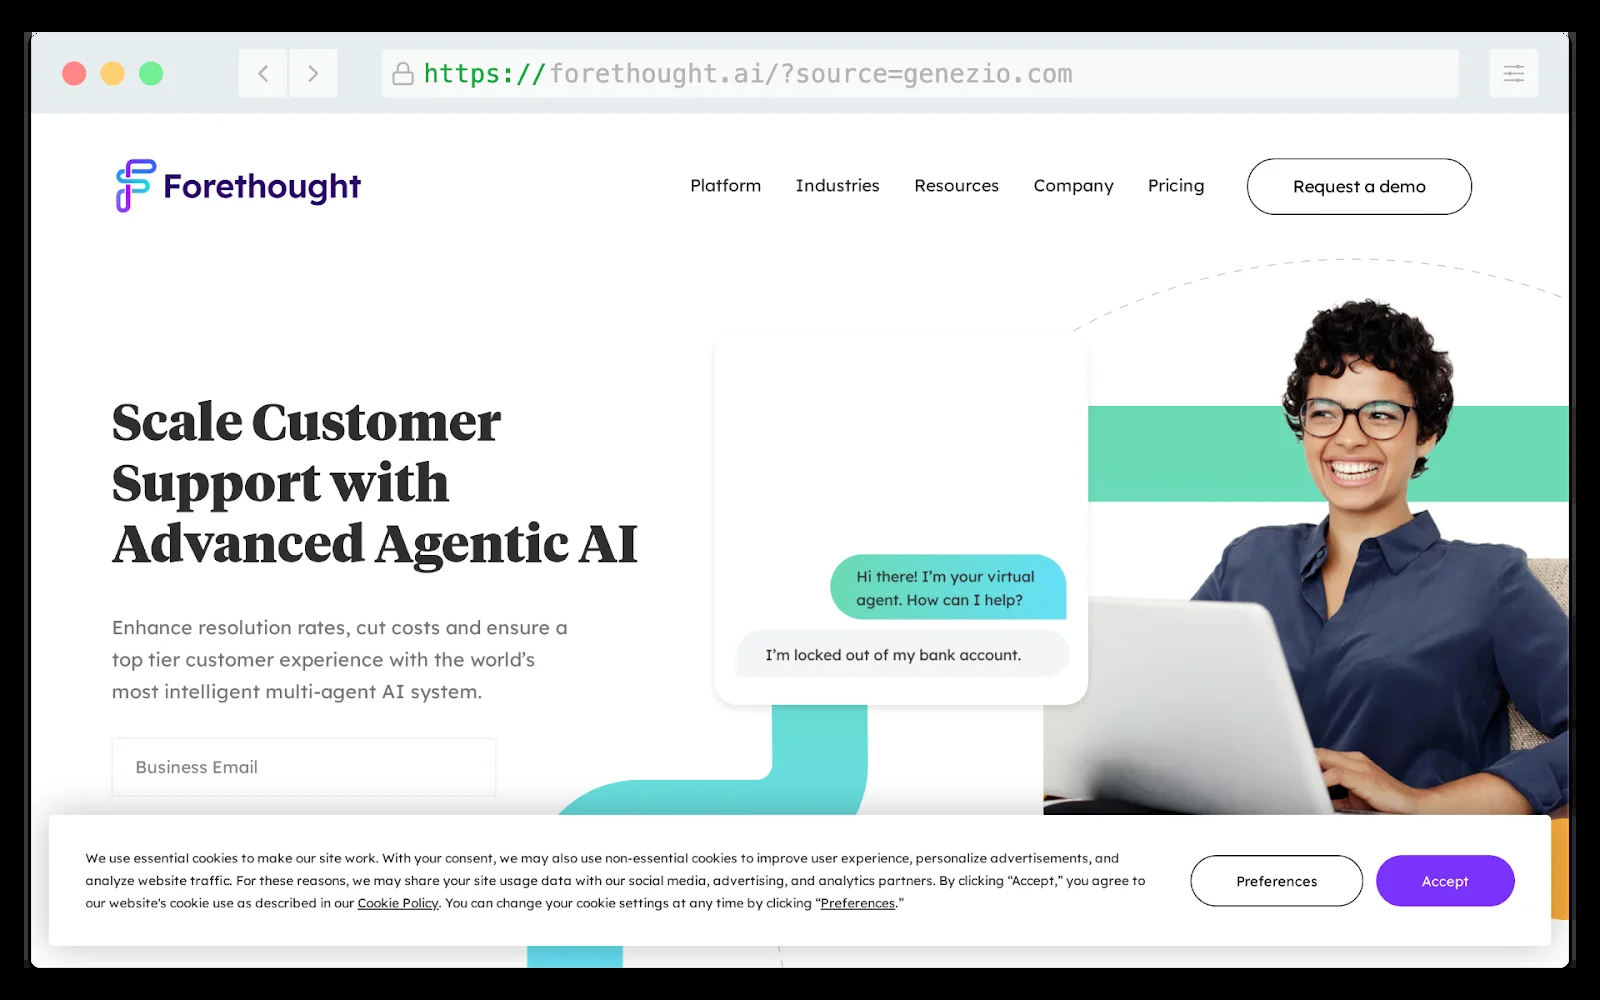 https://forethought.ai/?source=genezio.com
Forethought
Platform
Industries
Resources
Company
Pricing
Request a demo
Scale Customer
Support with
Advanced Agentic AI
Enhance resolution rates, cut costs and ensure a
top tier customer experience with the world’s
most intelligent multi-agent AI system.
Business Email
Hi there! I’m your virtual
agent. How can I help?
I’m locked out of my bank account.
We use essential cookies to make our site work. With your consent, we may also use non-essential cookies to improve user experience, personalize advertisements, and
analyze website traffic. For these reasons, we may share your site usage data with our social media, advertising, and analytics partners. By clicking “Accept,” you agree to
our website's cookie use as described in our Cookie Policy. You can change your cookie settings at any time by clicking “Preferences.”
Preferences
Accept